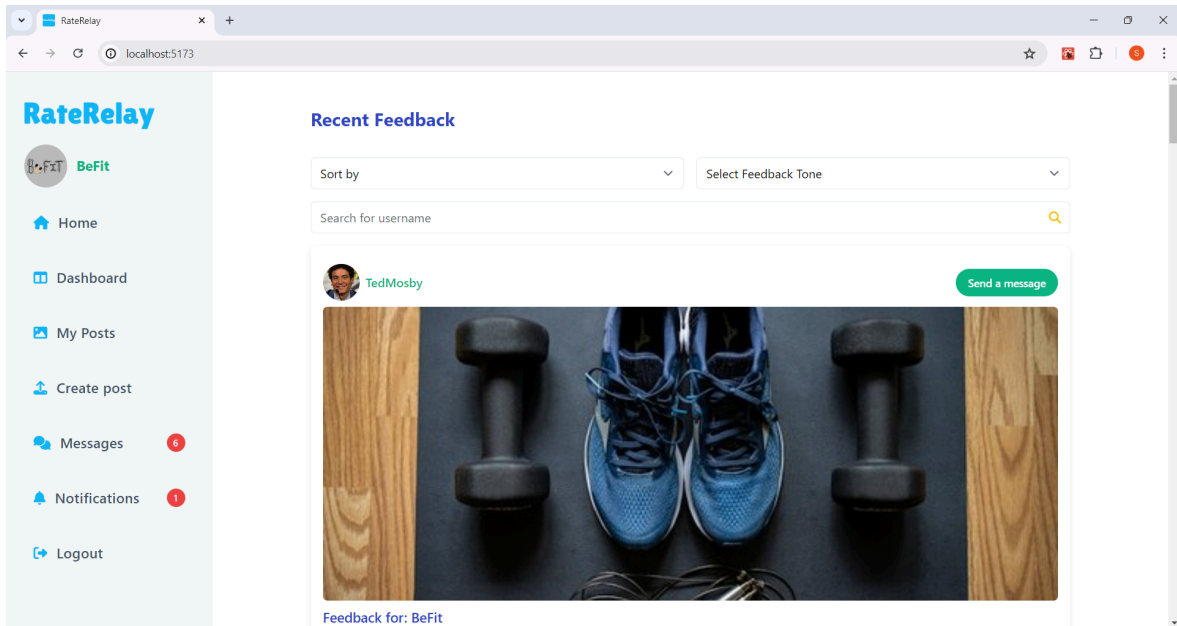 RateRelay
localhost:5173
S
RateRelay
BeFIT
BeFit
Home
Dashboard
My Posts
Create post
Messages
6
Notifications
1
Logout
Recent Feedback
Sort by
Select Feedback Tone
Search for username
TedMosby
Send a message
Feedback for: BeFit